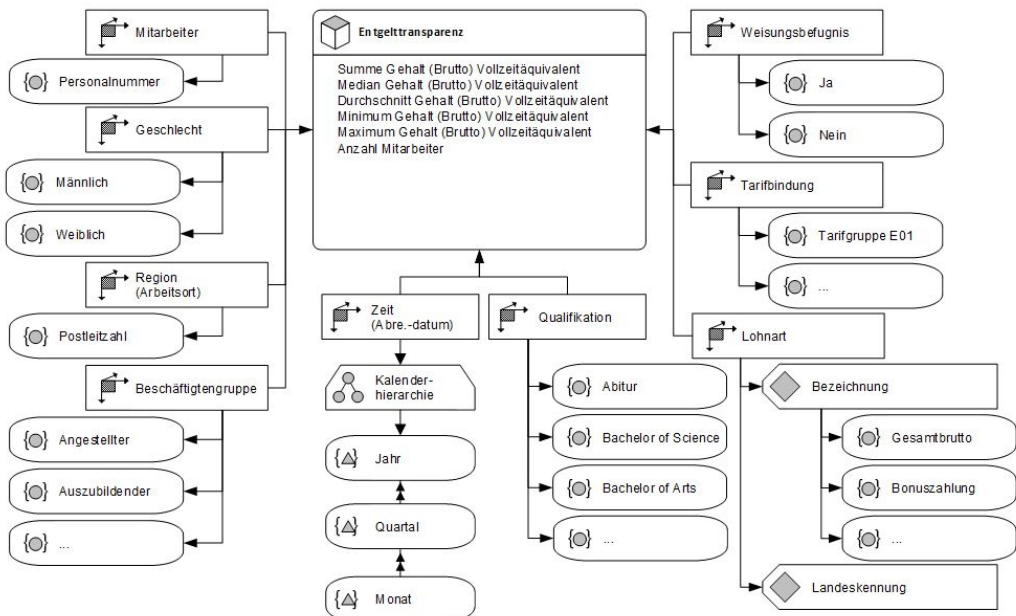 Mitarbeiter
Personalnummer
Geschlecht
Männlich
Weiblich
Region
(Arbeitsort)
Postleitzahl
Beschäftigtengruppe
Angestellter
Auszubildender
...
Entgelttransparenz
Summe Gehalt (Brutto) Vollzeitäquivalent
Median Gehalt (Brutto) Vollzeitäquivalent
Durchschnitt Gehalt (Brutto) Vollzeitäquivalent
Minimum Gehalt (Brutto) Vollzeitäquivalent
Maximum Gehalt (Brutto) Vollzeitäquivalent
Anzahl Mitarbeiter
Zeit
(Abre.-datum)
Kalender-
hierarchie
Jahr
Quartal
Monat
Qualifikation
Abitur
Bachelor of Science
Bachelor of Arts
...
Weisungsbefugnis
Ja
Nein
Tarifbindung
Tarifgruppe E01
...
Lohnart
Bezeichnung
Gesamtbrutto
Bonuszahlung
...
Landeskennung